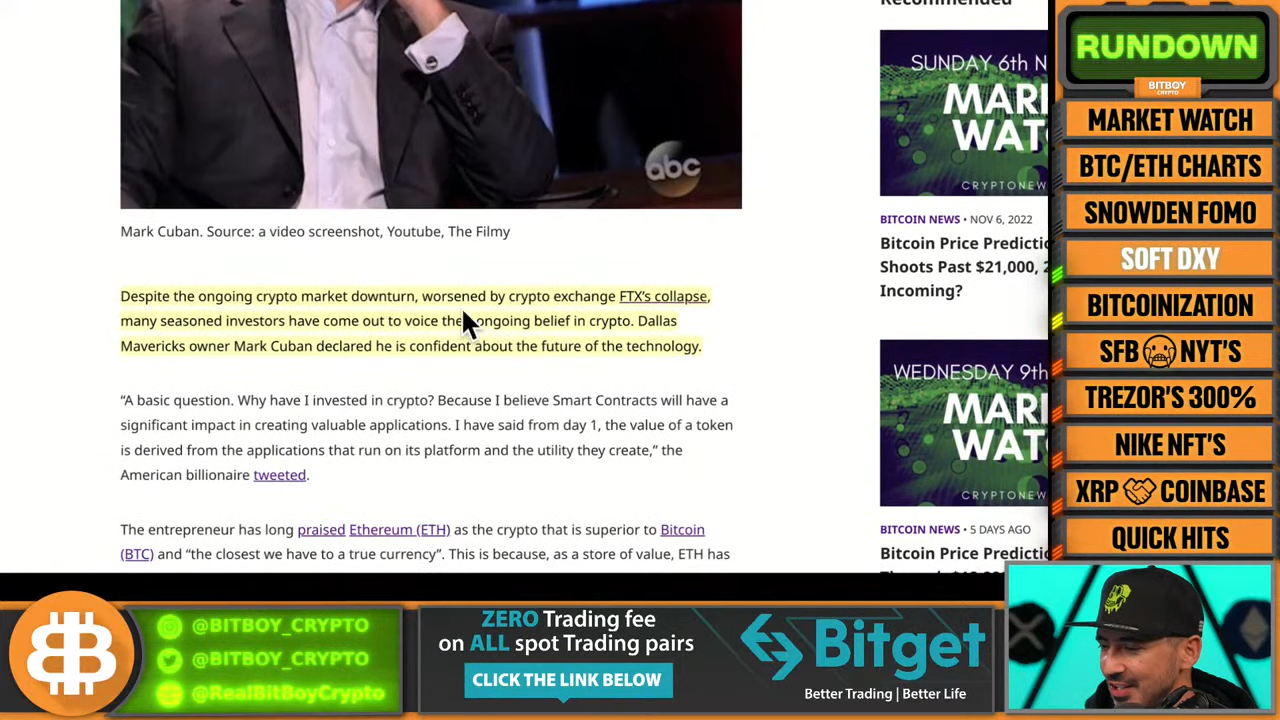 Recommended
abc
Mark Cuban. Source: a video screenshot, Youtube, The Filmy
Despite the ongoing crypto market downturn, worsened by crypto exchange FTX's collapse,
many seasoned investors have come out to voice the ongoing belief in crypto. Dallas
Mavericks owner Mark Cuban declared he is confident about the future of the technology.
“A basic question. Why have I invested in crypto? Because I believe Smart Contracts will have a
significant impact in creating valuable applications. I have said from day 1, the value of a token
is derived from the applications that run on its platform and the utility they create,” the
American billionaire tweeted.
The entrepreneur has long praised Ethereum (ETH) as the crypto that is superior to Bitcoin
(BTC) and “the closest we have to a true currency”. This is because, as a store of value, ETH has
SUNDAY 6th N
MAR
WAT
CRYPTONEW
BITCOIN NEWS • NOV 6, 2022
Bitcoin Price Predictio
Shoots Past $21,000, 2
Incoming?
WEDNESDAY 9th
MAR
WAT
CRYPTONEW
BITCOIN NEWS • 5 DAYS AGO
Bitcoin Price Predictio
RUNDOWN
BITBOY
CRYPTO
MARKET WATCH
BTC/ETH CHARTS
SNOWDEN FOMO
SOFT DXY
BITCOINIZATION
SFB🥶NYT'S
TREZOR'S 300%
NIKE NFT'S
XRP🤝COINBASE
QUICK HITS
@BITBOY_CRYPTO
@BITBOY_CRYPTO
@RealBitBoyCrypto
ZERO Trading fee
on ALL spot Trading pairs
CLICK THE LINK BELOW
Bitget
Better Trading | Better Life